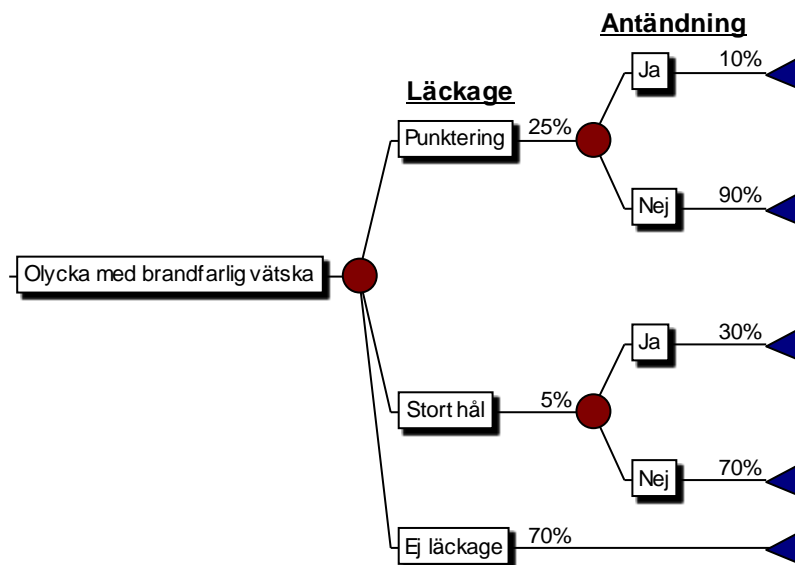 Antändning
Ja 10%
Läckage
Punktering 25%
Nej 90%
Olycka med brandfarlig vätska
Ja 30%
Stort hål 5%
Nej 70%
Ej läckage 70%